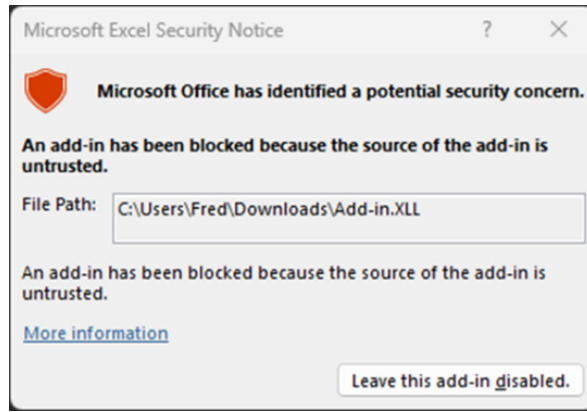 Microsoft Excel Security Notice
?
Microsoft Office has identified a potential security concern.
An add-in has been blocked because the source of the add-in is
untrusted.
File Path: C:\Users\Fred\Downloads\Add-in.XLL
An add-in has been blocked because the source of the add-in is
untrusted.
More information
Leave this add-in disabled.